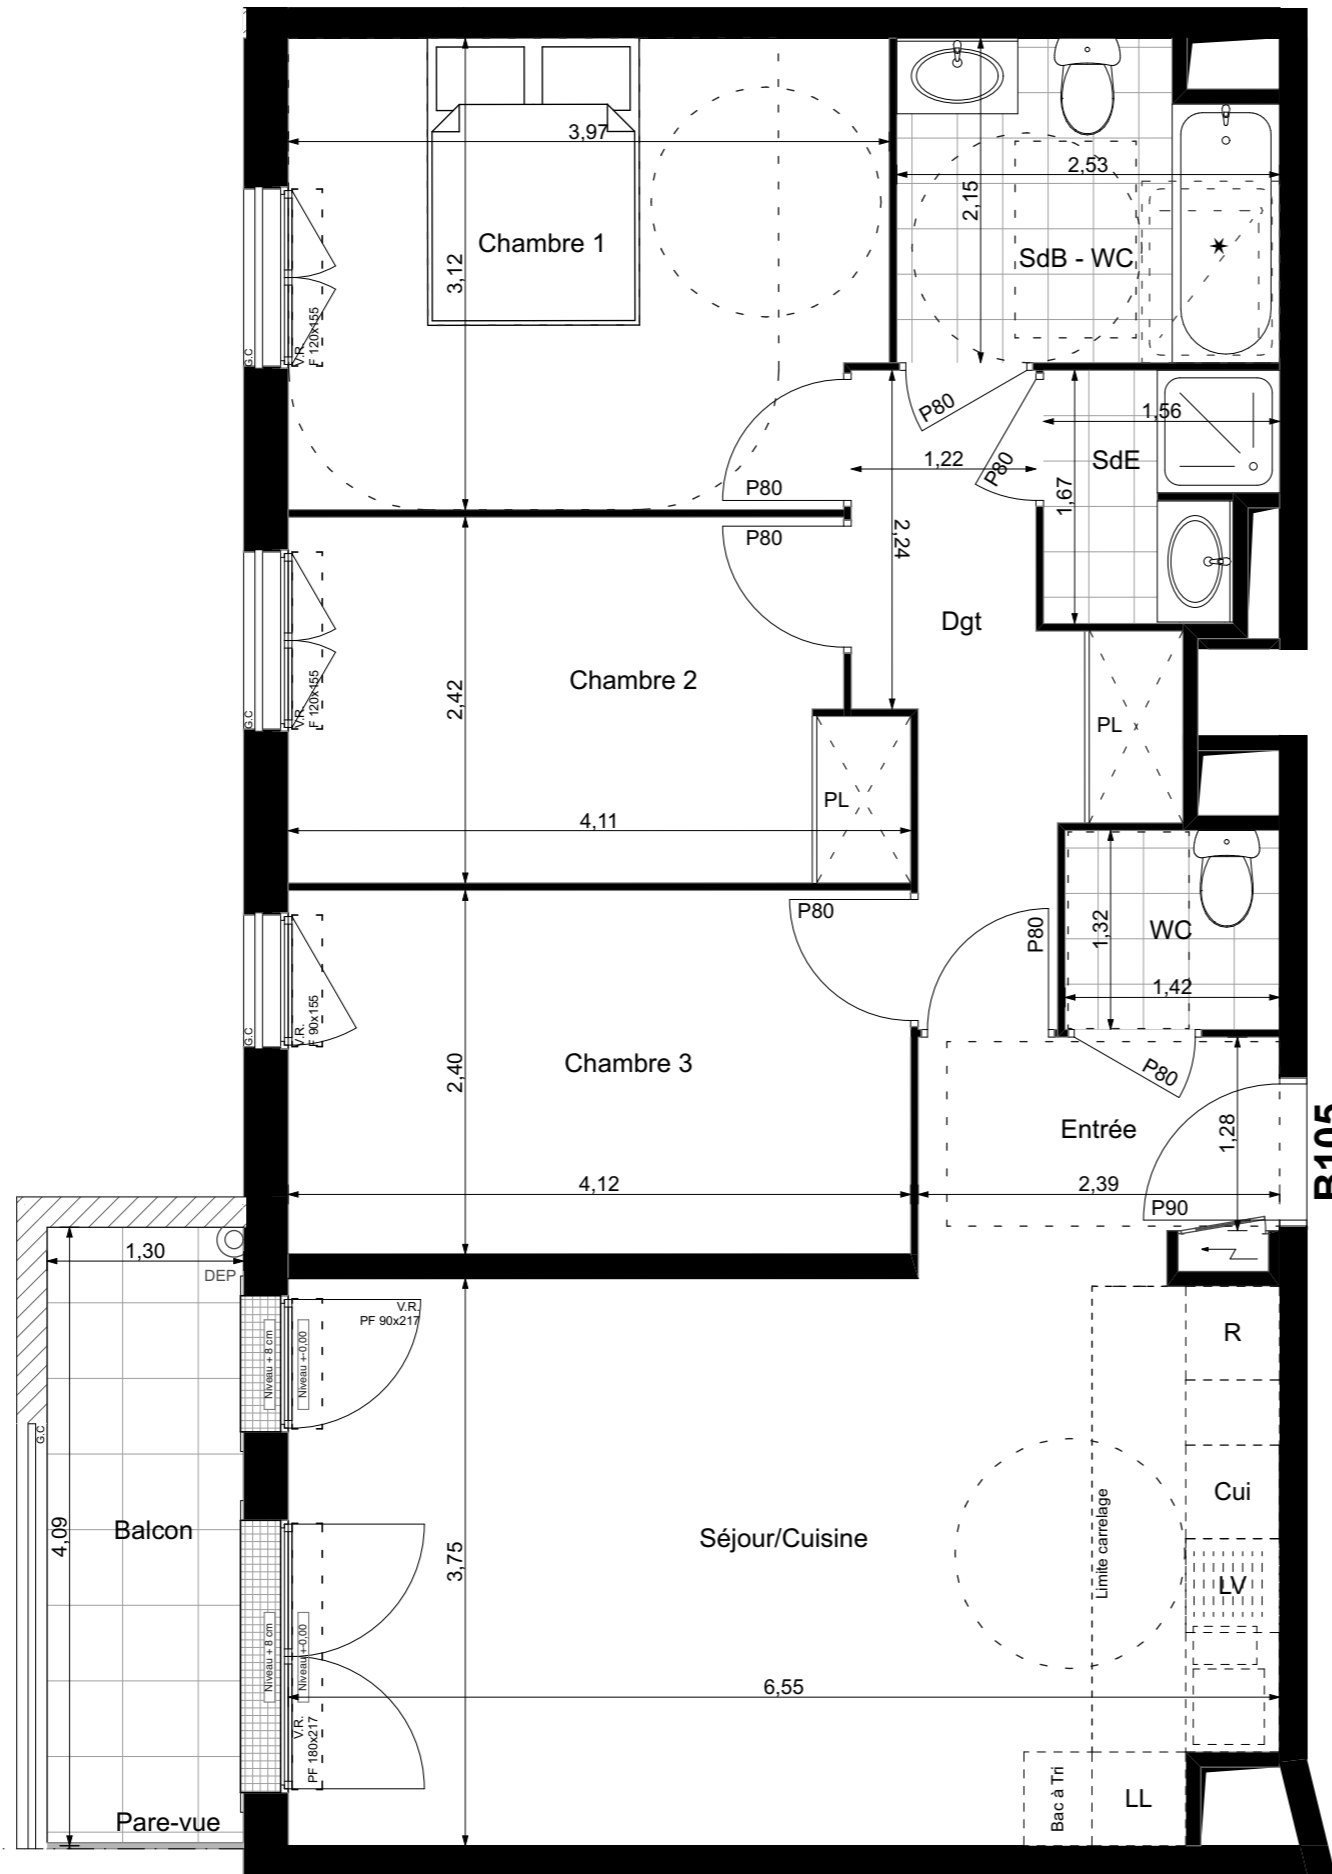 3,97
2,53
2,15
Chambre 1
SdB - WC
3,12
G.C
V.R.
F 120x155
P80
1,56
1,22
P80
SdE
P80
1,67
P80
2,24
Dgt
Chambre 2
2,42
G.C
V.R.
F 120x155
PL
PL
4,11
P80
P80
WC
1,32
1,42
G.C
V.R.
F 90x155
Chambre 3
2,40
P80
Entrée
1,28
B105
4,12
2,39
P90
1,30
DEP
V.R.
PF 90x217
Niveau + 8 cm
Niveau +-0,00
R
G.C
Cui
Limite carrelage
Balcon
4,09
Séjour/Cuisine
3,75
LV
Niveau + 8 cm
Niveau +-0,00
6,55
V.R.
PF 180x217
Bac à Tri
LL
Pare-vue